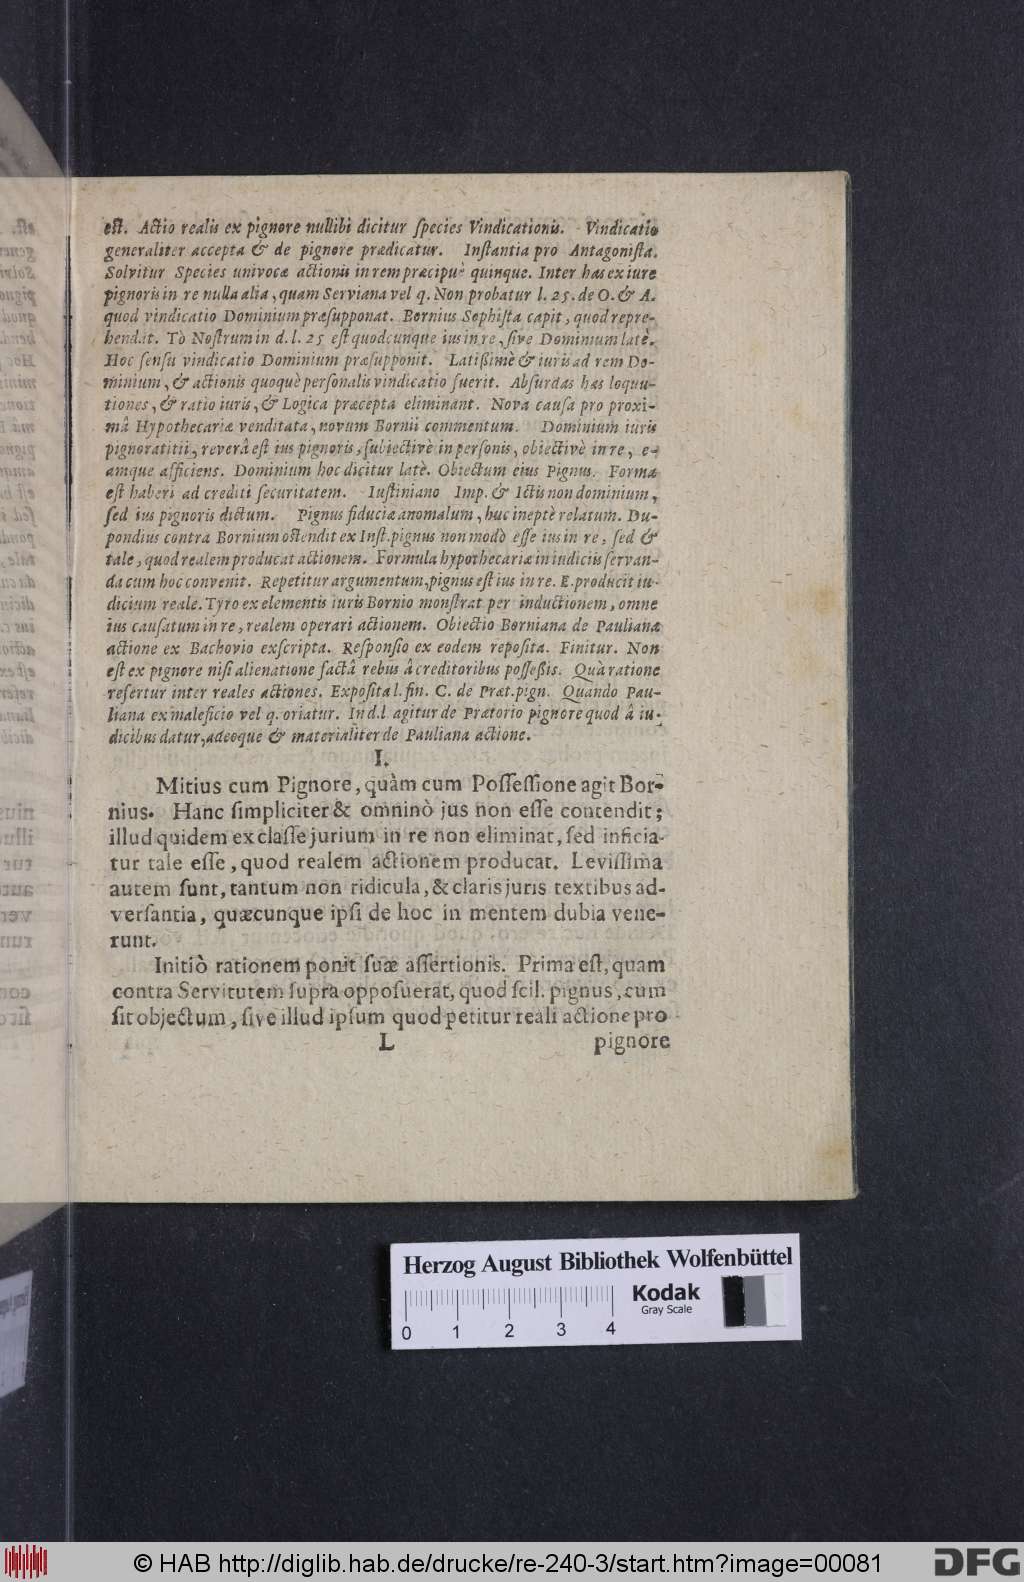 est. Actio realis ex pignore nullibi dicitur species Vindicationis. Vindicatio
generaliter accepta & de pignore prædicatur. Instantia pro Antagonista.
Solvitur Species univocæ actionis in rem præcipuè quinque. Inter has ex iure
pignoris in re nulla alia, quam Serviana vel q. Non probatur l. 25. de O. & A.
quod vindicatio Dominium præsupponat. Bornius Sophista capit, quod repre-
hendit. Tò Nostrum in d. l. 25 est quodcunque ius in re, sive Dominium latè.
Hoc sensu vindicatio Dominium præsupponit. Latißimè & iuris ad rem Do-
minium, & actionis quoquè personalis vindicatio fuerit. Absurdas has loquu-
tiones, & ratio iuris, & Logica præcepta eliminant. Nova causa pro proxi-
mâ Hypothecariæ venditata, novum Bornii commentum. Dominium iuris
pignoratitii, reverâ est ius pignoris, subiectivè in personis, obiectivè in re, e-
amque afficiens. Dominium hoc dicitur latè. Obiectum eius Pignus. Forma
est haberi ad crediti securitatem. Iustiniano Imp. & Ictis non dominium,
sed ius pignoris dictum. Pignus fiduciæ anomalum, huc ineptè relatum. Du-
pondius contra Bornium ostendit ex Inst. pignus non modò esse ius in re, sed &
tale, quod realem producat actionem. Formula hypothecariæ in iudiciis servan-
da cum hoc convenit. Repetitur argumentum, pignus est ius in re. E. producit iu-
dicium reale. Tyro ex elementis iuris Bornio monstrat per inductionem, omne
ius causatum in re, realem operari actionem. Obiectio Borniana de Paulianæ
actione ex Bachovio exscripta. Responsio ex eodem reposita. Finitur. Non
est ex pignore nisi alienatione factâ rebus â creditoribus posseßis. Quà ratione
refertur inter reales actiones. Exposita l. fin. C. de Præt. pign. Quando Pau-
liana ex maleficio vel q. oriatur. In d. l agitur de Prætorio pignore quod â iu-
dicibus datur, adeoque & materialiter de Pauliana actione.
I.
Mitius cum Pignore, quàm cum Possessione agit Bor-
nius. Hanc simpliciter & omninò jus non esse contendit;
illud quidem ex classe jurium in re non eliminat, sed inficia-
tur tale esse, quod realem actionem producat. Levissima
autem sunt, tantum non ridicula, & claris juris textibus ad-
versantia, quæcunque ipsi de hoc in mentem dubia vene-
runt.
Initiò rationem ponit suæ assertionis. Prima est, quam
contra Servitutem supra opposuerat, quod scil. pignus, cum
sit objectum, sive illud ipsum quod petitur reali actione pro
L pignore
Herzog August Bibliothek Wolfenbüttel
Kodak
Gray Scale
0 1 2 3 4
© HAB http://diglib.hab.de/drucke/re-240-3/start.htm?image=00081
DFG